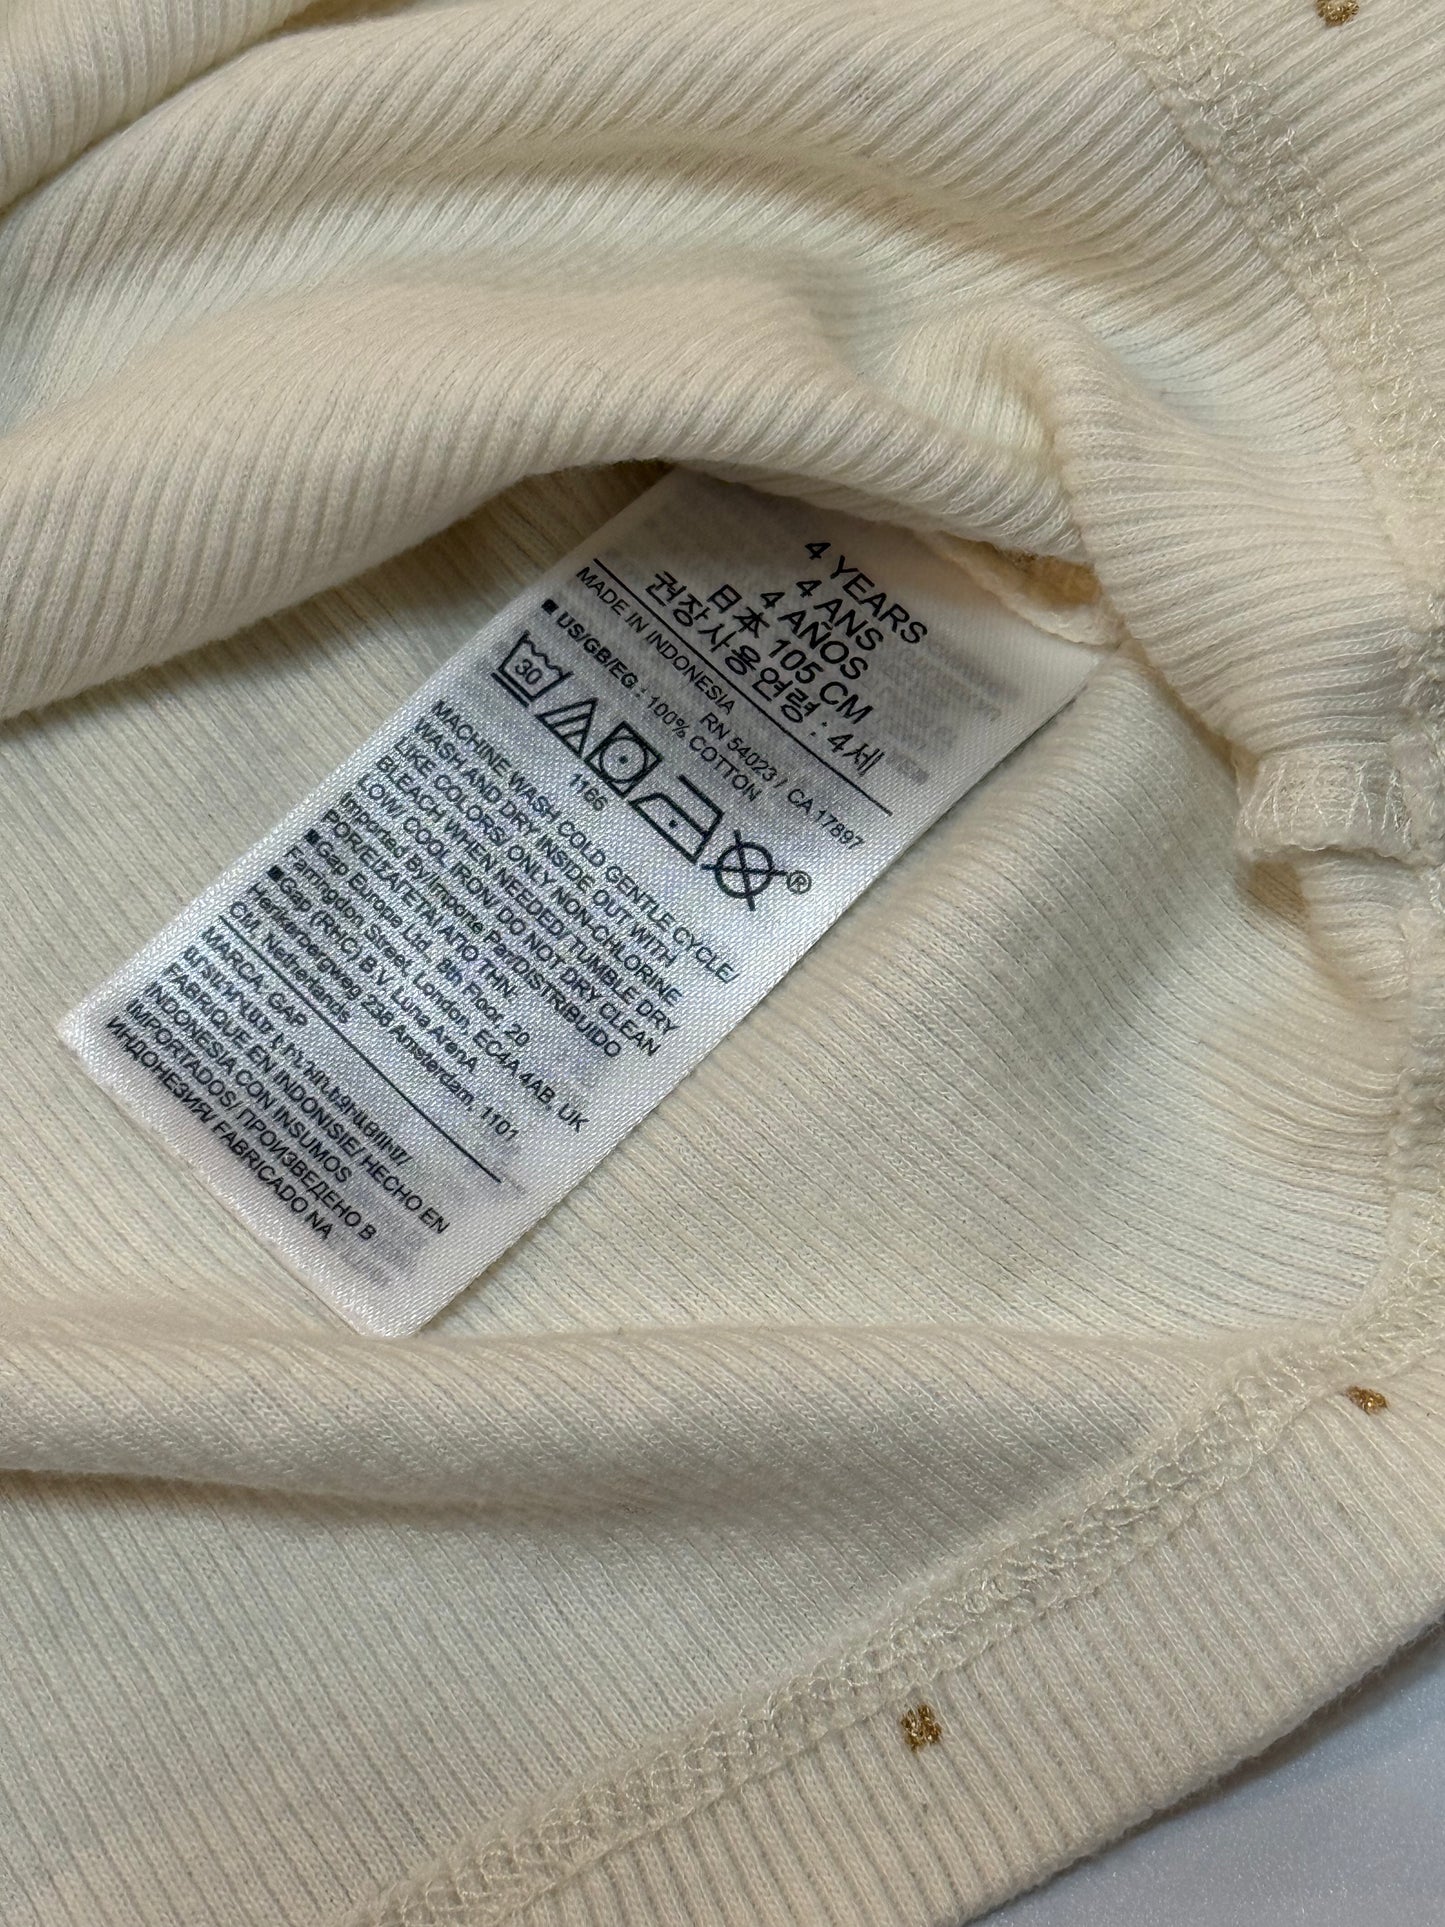 4 YEARS
4 ANS
4 AÑOS
日本 105 CM
권장사용연령 : 4세
MADE IN INDONESIA RN 54023 / CA 17897
■ US/GB/EG : 100% COTTON
30
®
1166
MACHINE WASH COLD GENTLE CYCLE/
WASH AND DRY INSIDE OUT WITH
LIKE COLORS/ ONLY NON-CHLORINE
BLEACH WHEN NEEDED/ TUMBLE DRY
LOW/ COOL IRON/ DO NOT DRY CLEAN
Imported By/Importe Par/DISTRIBUIDO
POR/ΕΙΣΑΓΕΤΑΙ ΑΠΟ ΤΗΝ:
■Gap Europe Ltd, 8th Floor, 20
Farringdon Street, London, EC4A 4AB, UK
■Gap (RHC) B.V. Luna ArenA
Herikerbergweg 238 Amsterdam, 1101
CM, Netherlands
MARCA: GAP
FABRIQUE EN INDONISIE/ HECHO EN
INDONESIA CON INSUMOS
IMPORTADOS/ ПРОИЗВЕДЕНО В
ИНДОНЕЗИЯ/ FABRICADO NA